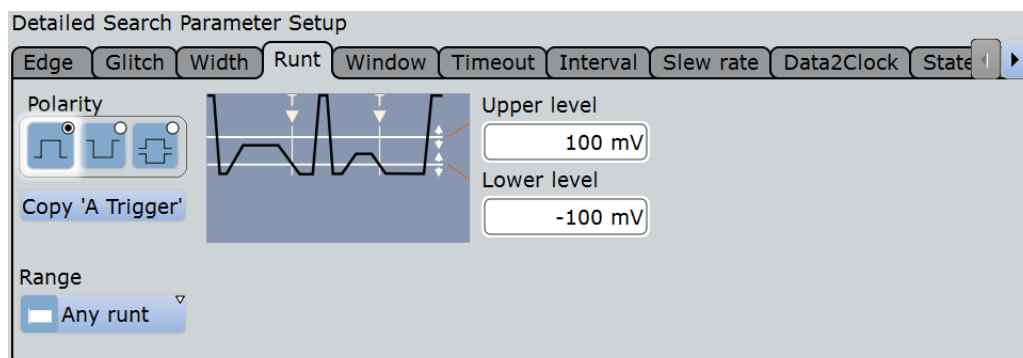 Detailed Search Parameter Setup
Edge Glitch Width Runt Window Timeout Interval Slew rate Data2Clock State
Polarity
T T
Upper level
100 mV
Lower level
Copy 'A Trigger'
-100 mV
Range
Any runt